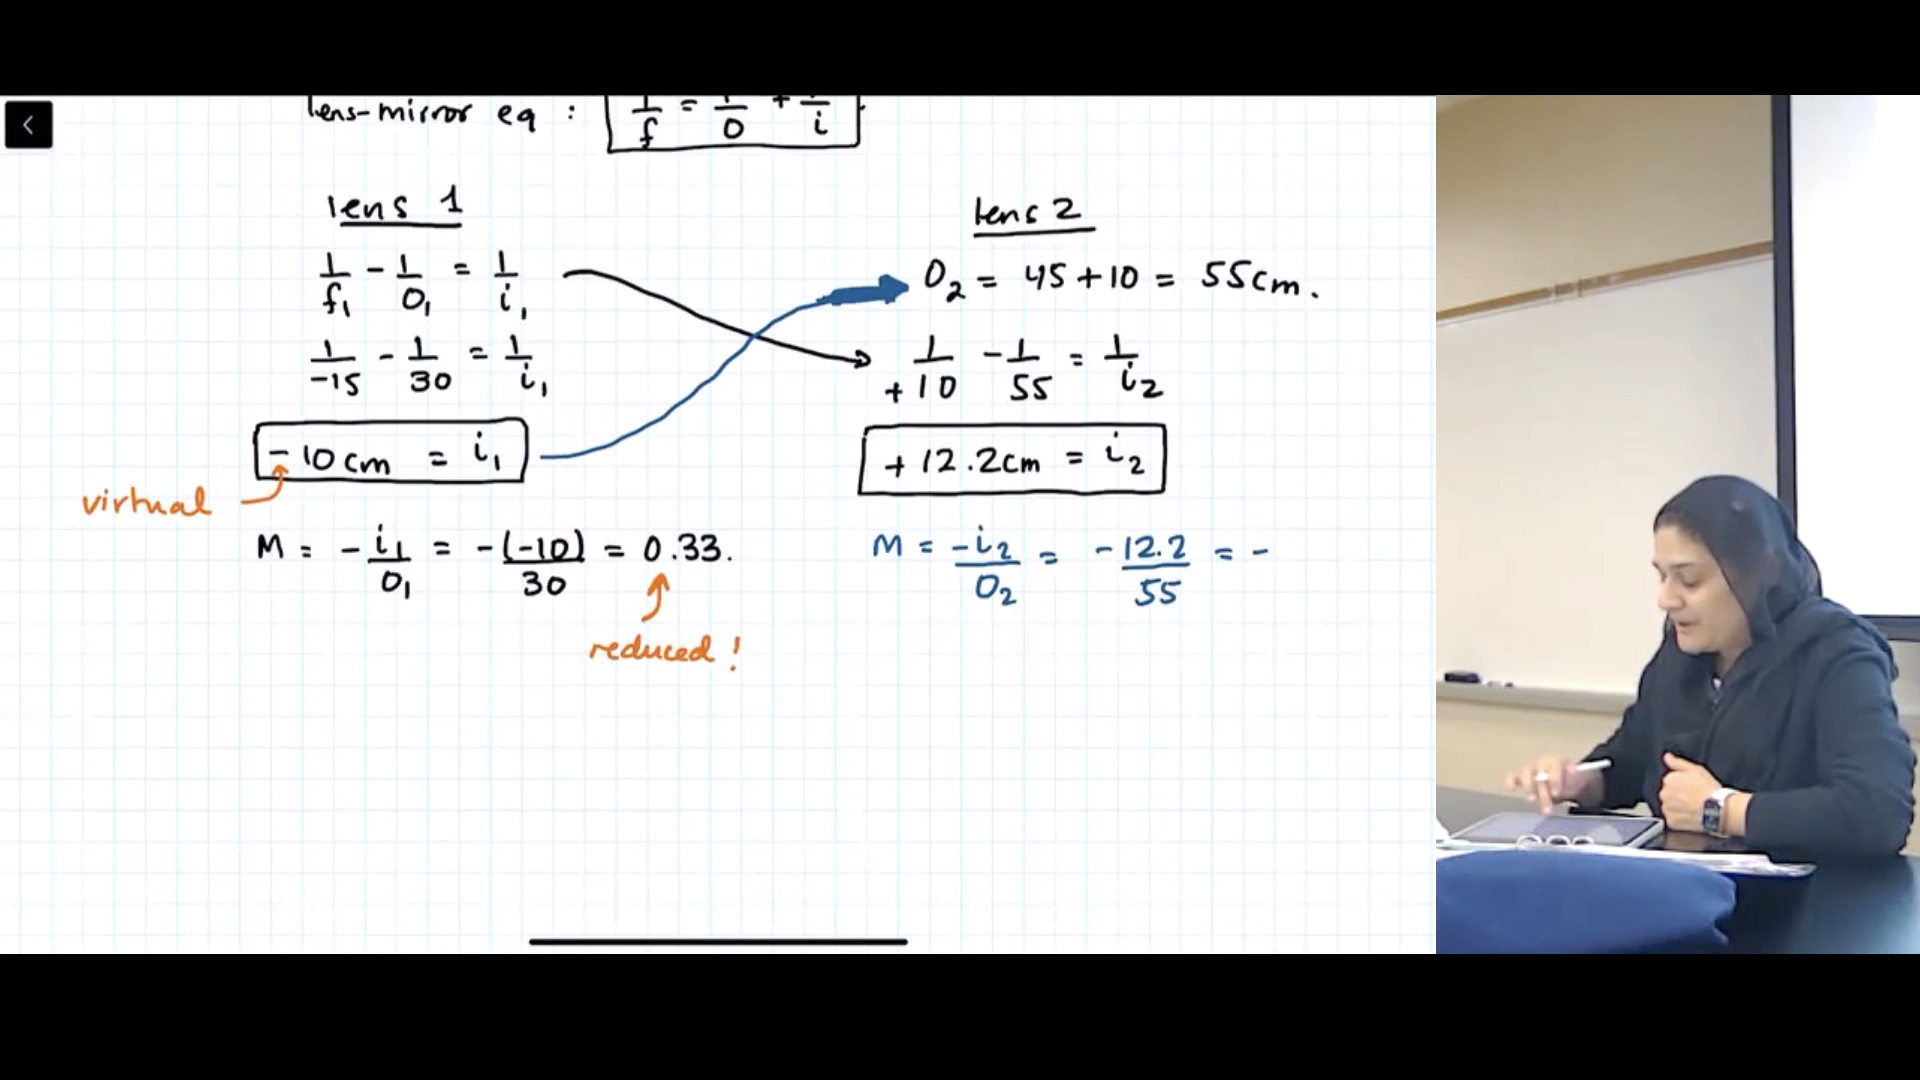 lens-mirror eq : 1/f = 1/o + 1/i
lens 1
1/f₁ - 1/O₁ = 1/i₁
1/-15 - 1/30 = 1/i₁
-10cm = i₁
virtual
M = -i₁/O₁ = -(-10)/30 = 0.33.
reduced !
lens 2
O₂ = 45 + 10 = 55cm.
1/+10 - 1/55 = 1/i₂
+12.2cm = i₂
M = -i₂/O₂ = -12.2/55 = -